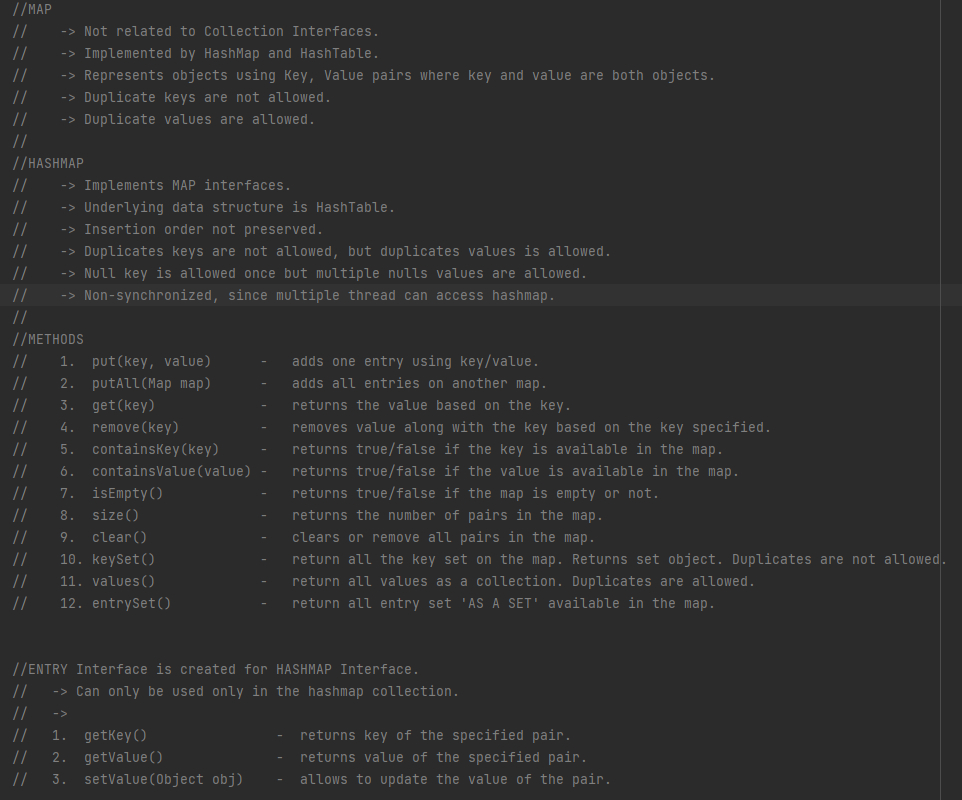 //MAP
//    -> Not related to Collection Interfaces.
//    -> Implemented by HashMap and HashTable.
//    -> Represents objects using Key, Value pairs where key and value are both objects.
//    -> Duplicate keys are not allowed.
//    -> Duplicate values are allowed.
//
//HASHMAP
//    -> Implements MAP interfaces.
//    -> Underlying data structure is HashTable.
//    -> Insertion order not preserved.
//    -> Duplicates keys are not allowed, but duplicates values is allowed.
//    -> Null key is allowed once but multiple nulls values are allowed.
//    -> Non-synchronized, since multiple thread can access hashmap.
//
//METHODS
//    1.  put(key, value)      -   adds one entry using key/value.
//    2.  putAll(Map map)      -   adds all entries on another map.
//    3.  get(key)             -   returns the value based on the key.
//    4.  remove(key)          -   removes value along with the key based on the key specified.
//    5.  containsKey(key)     -   returns true/false if the key is available in the map.
//    6.  containsValue(value) -   returns true/false if the value is available in the map.
//    7.  isEmpty()            -   returns true/false if the map is empty or not.
//    8.  size()               -   returns the number of pairs in the map.
//    9.  clear()              -   clears or remove all pairs in the map.
//    10. keySet()             -   return all the key set on the map. Returns set object. Duplicates are not allowed.
//    11. values()             -   return all values as a collection. Duplicates are allowed.
//    12. entrySet()           -   return all entry set 'AS A SET' available in the map.
//ENTRY Interface is created for HASHMAP Interface.
//   -> Can only be used only in the hashmap collection.
//   ->
//   1.  getKey()                -  returns key of the specified pair.
//   2.  getValue()              -  returns value of the specified pair.
//   3.  setValue(Object obj)    -  allows to update the value of the pair.